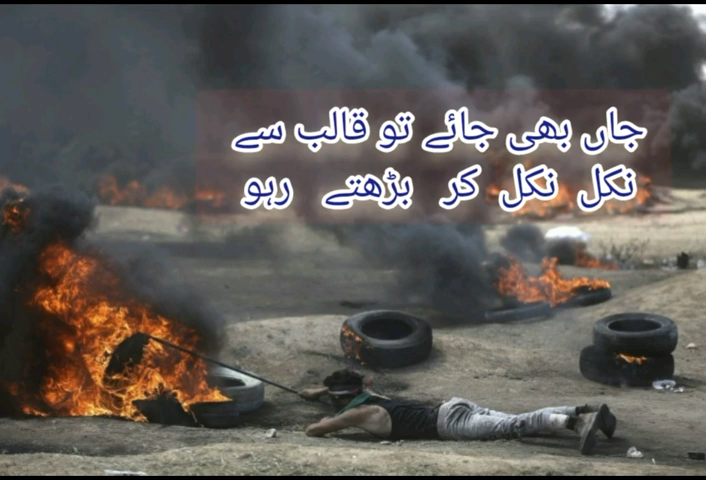 جاں بھی جائے تو قالب سے
نکل نکل کر بڑھتے رہو